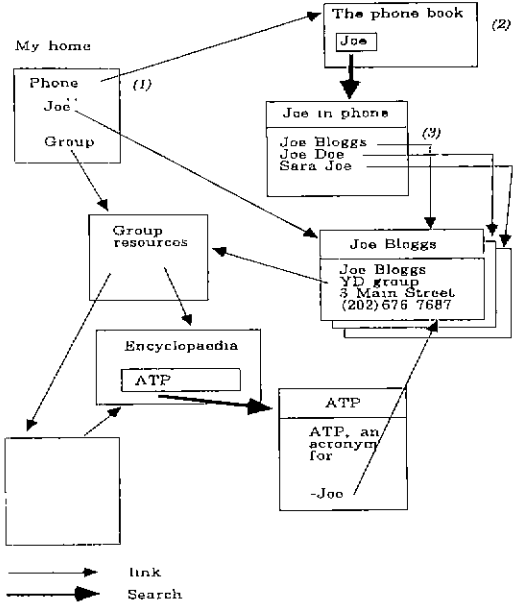 The phone book
(2)
Joe
My home
Phone
(1)
Joe
Group
Joe in phone
(3)
Joe Bloggs
Joe Doe
Sara Joe
Group
resources
Joe Bloggs
Joe Bloggs
YD group
3 Main Street
(202)676 7687
Encyclopaedia
ATP
ATP
ATP, an
acronym
for
-Joe
link
Search